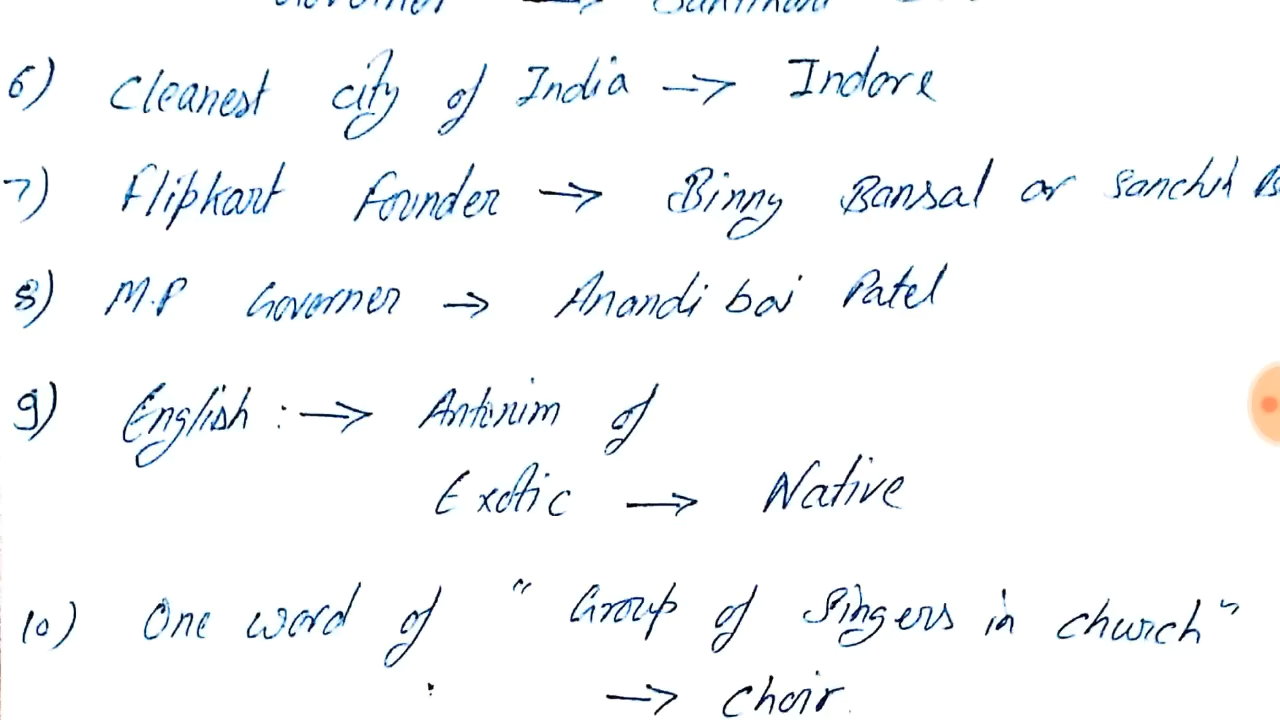 6) Cleanest city of India → Indore
7) Flipkart founder → Binny Bansal or Sanchit B
8) M.P Governer → Anandi bai Patel
9) English :→ Antonim of
Exotic → Native
10) One word of "Group of Singers in church"
→ choir.